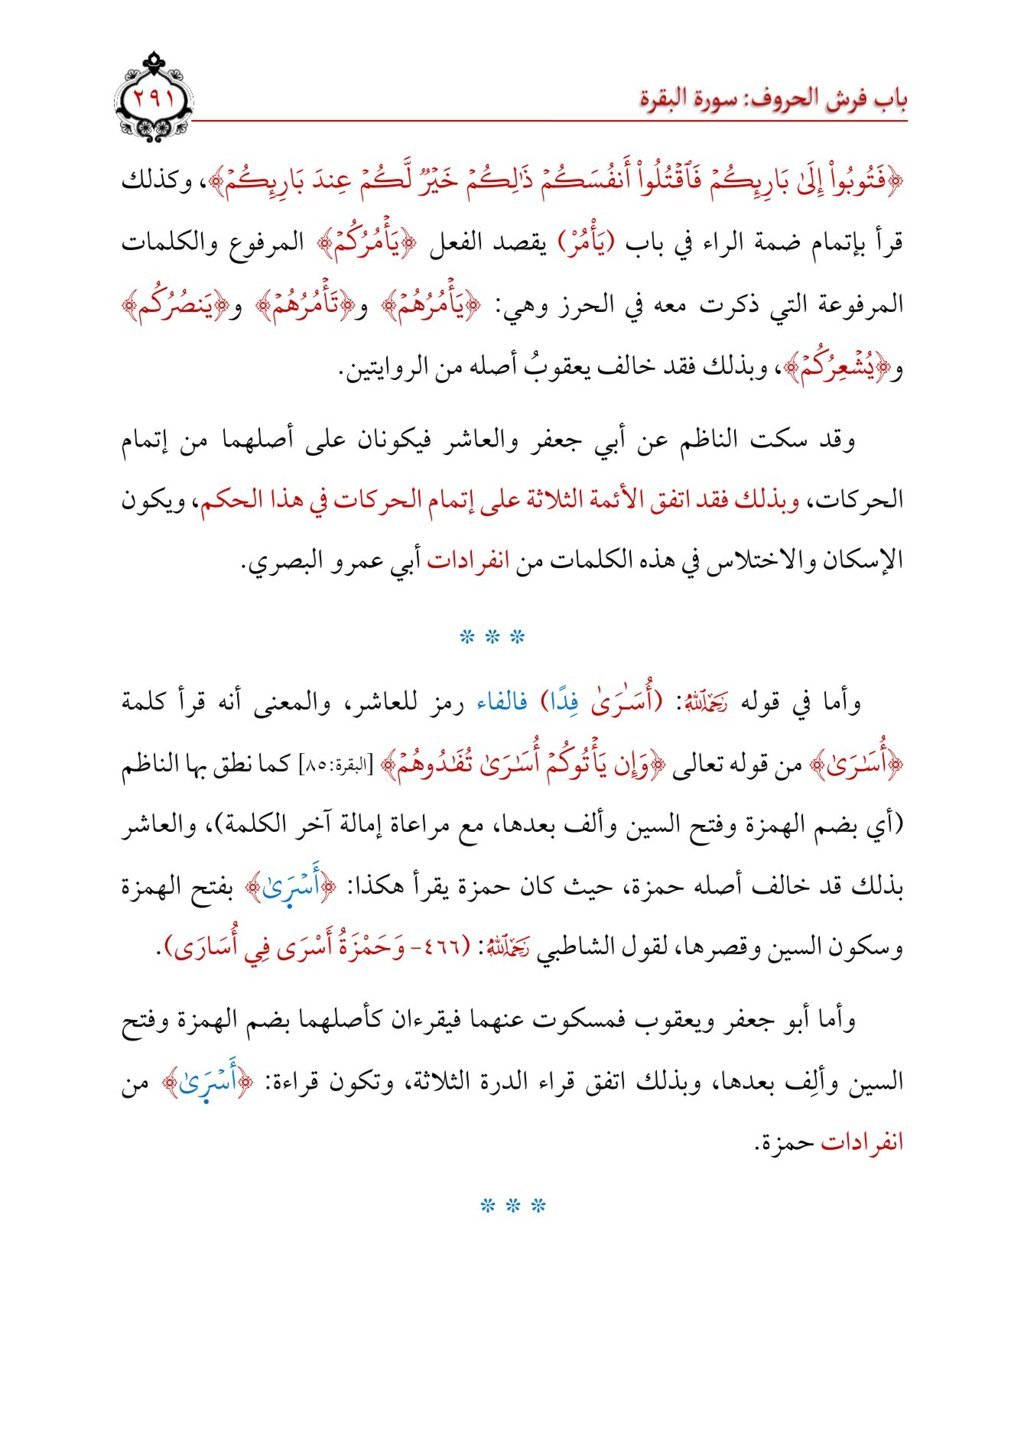 باب فرش الحروف: سورة البقرة
٢٩١
﴿فَتُوبُوٓاْ إِلَىٰ بَارِئِكُمۡ فَٱقۡتُلُوٓاْ أَنفُسَكُمۡ ذَٰلِكُمۡ خَيۡرٞ لَّكُمۡ عِندَ بَارِئِكُمۡ﴾، وكذلك
قرأ بإتمام ضمة الراء في باب (يَأْمُرْ) يقصد الفعل ﴿يَأۡمُرُكُمۡ﴾ المرفوع والكلمات
المرفوعة التي ذكرت معه في الحرز وهي: ﴿يَأۡمُرُهُمۡ﴾ و﴿تَأۡمُرُهُمۡ﴾ و﴿يَنصُرُكُم﴾
و﴿يُشۡعِرُكُمۡ﴾، وبذلك فقد خالف يعقوبُ أصله من الروايتين.
وقد سكت الناظم عن أبي جعفر والعاشر فيكونان على أصلهما من إتمام
الحركات، وبذلك فقد اتفق الأئمة الثلاثة على إتمام الحركات في هذا الحكم، ويكون
الإسكان والاختلاس في هذه الكلمات من انفرادات أبي عمرو البصري.
* * *
وأما في قوله رَحِمَهُ ٱللَّهُ: (أُسَـٰرَىٰ فِدًا) فالفاء رمز للعاشر، والمعنى أنه قرأ كلمة
﴿أُسَٰرَىٰ﴾ من قوله تعالى ﴿وَإِن يَأۡتُوكُمۡ أُسَٰرَىٰ تُفَٰدُوهُمۡ﴾ [البقرة:٨٥] كما نطق بها الناظم
(أي بضم الهمزة وفتح السين وألف بعدها، مع مراعاة إمالة آخر الكلمة)، والعاشر
بذلك قد خالف أصله حمزة، حيث كان حمزة يقرأ هكذا: ﴿أَسۡرٜىٰ﴾ بفتح الهمزة
وسكون السين وقصرها، لقول الشاطبي رَحِمَهُ ٱللَّهُ: (٤٦٦- وَحَمْزَةُ أَسْرَى فِي أُسَارَى).
وأما أبو جعفر ويعقوب فمسكوت عنهما فيقرءان كأصلهما بضم الهمزة وفتح
السين وألِف بعدها، وبذلك اتفق قراء الدرة الثلاثة، وتكون قراءة: ﴿أَسۡرٜىٰ﴾ من
انفرادات حمزة.
* * *